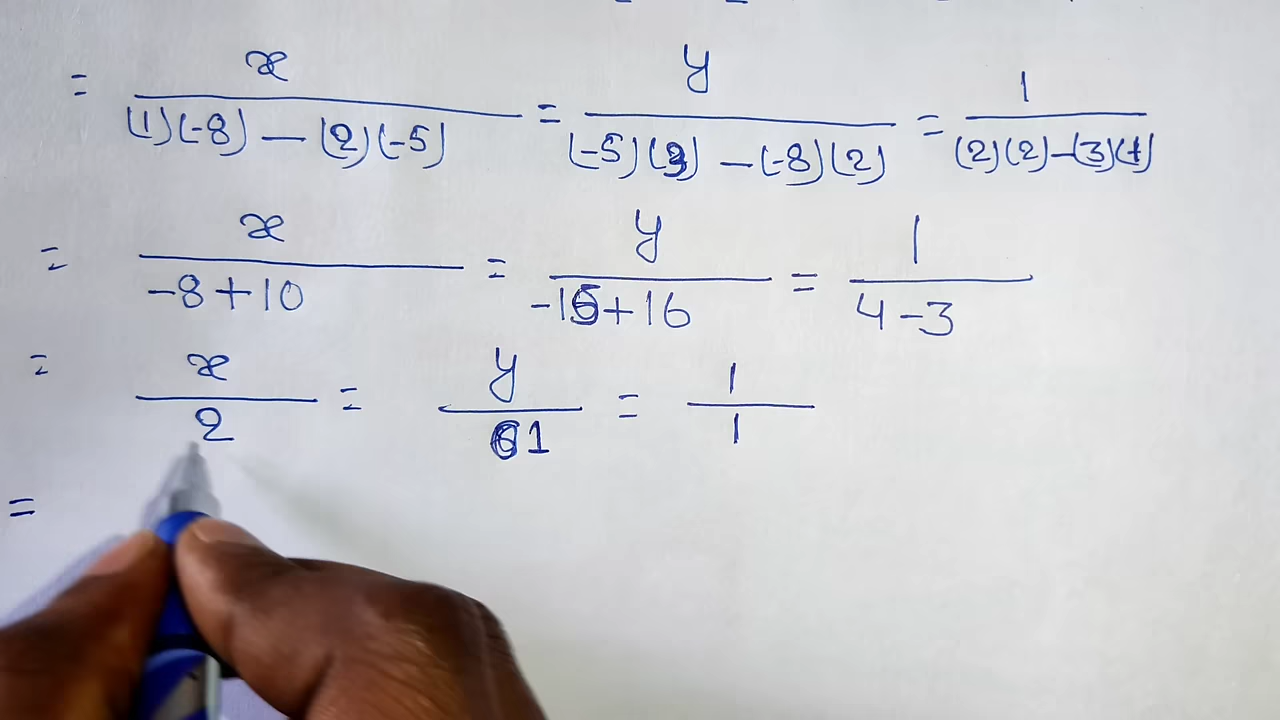 = x/((1)(-8) - (2)(-5)) = y/((-5)(3) - (-8)(2)) = 1/((2)(2) - (3)(1))
= x/(-8+10) = y/(-15+16) = 1/(4-3)
= x/2 = y/1 = 1/1
=